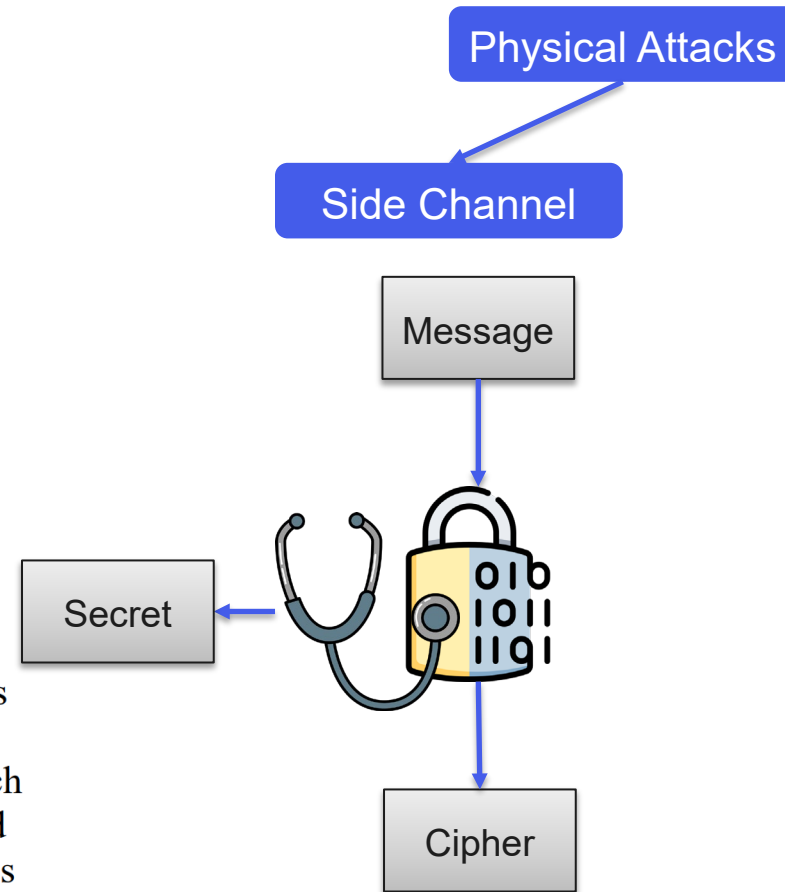 Physical Attacks
Side Channel
Message
010
1011
1101
Secret
Cipher